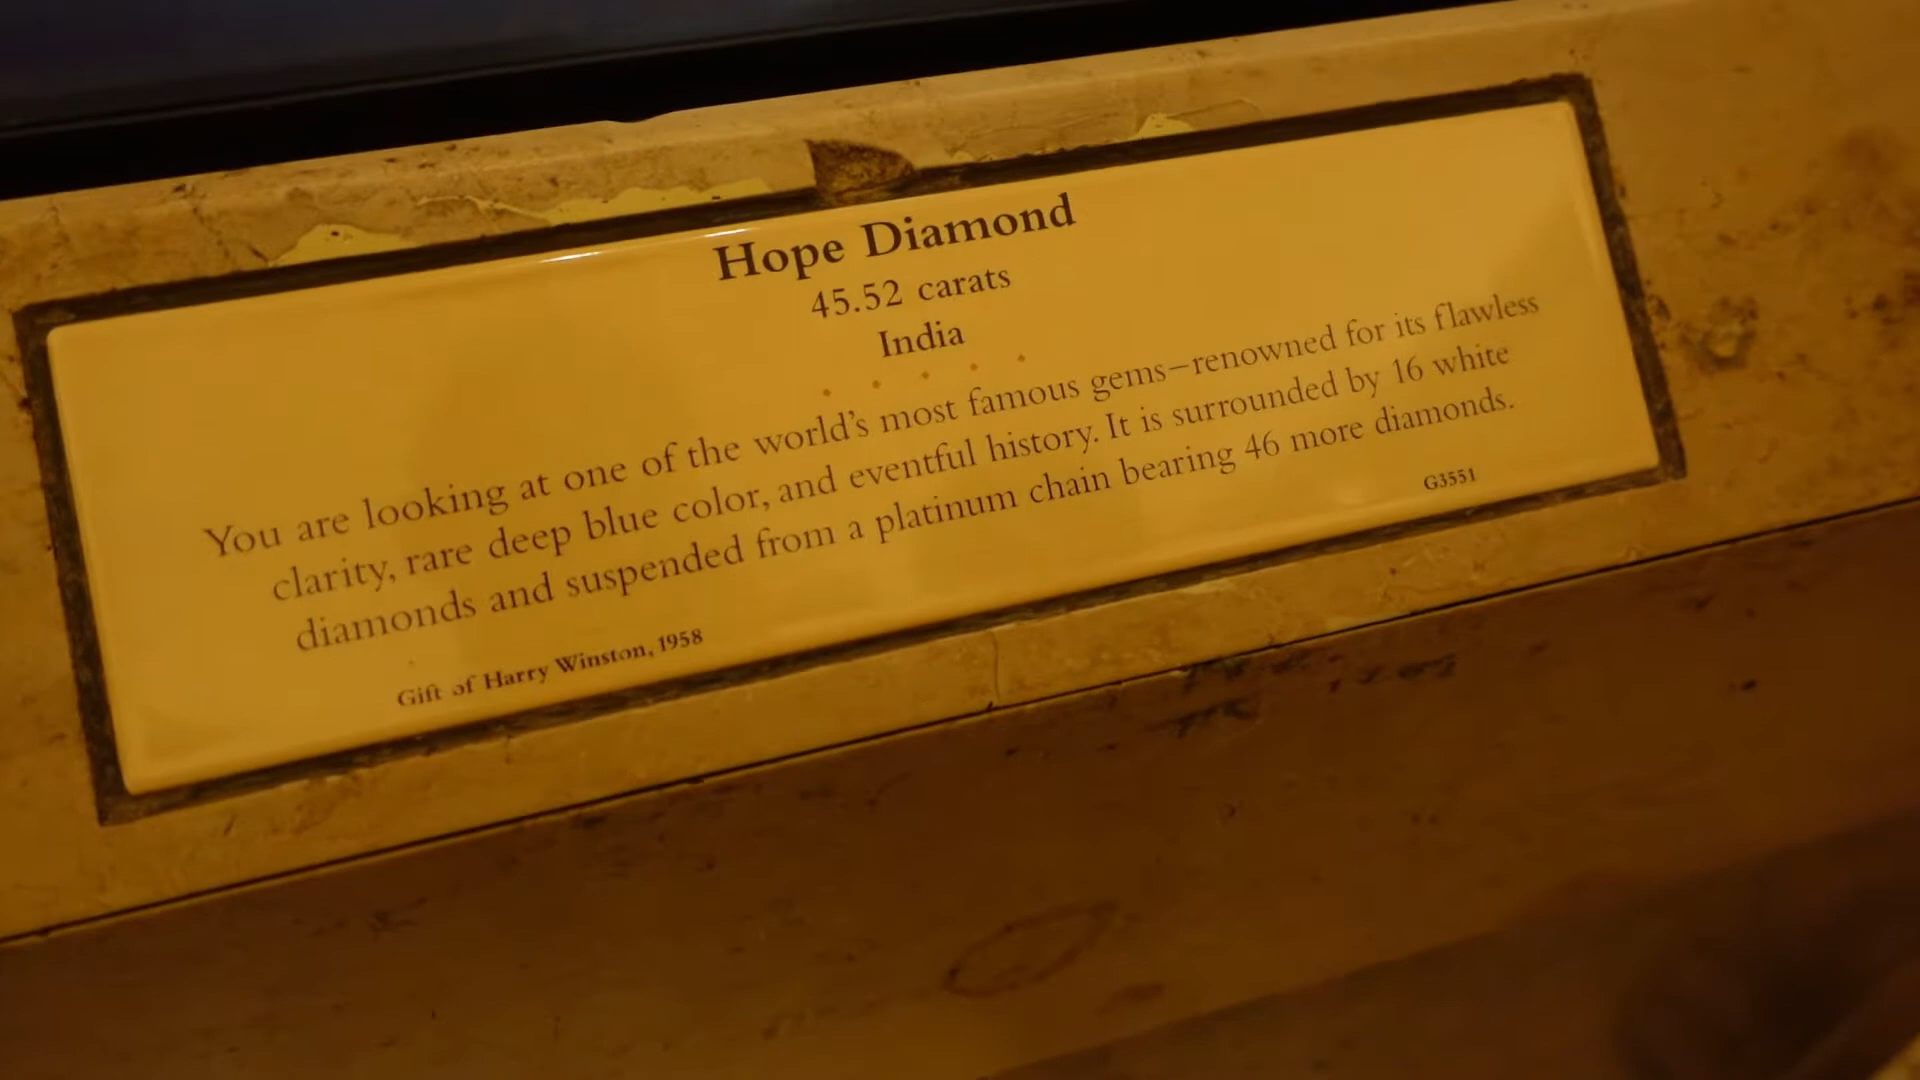 Hope Diamond
45.52 carats
India
You are looking at one of the world's most famous gems–renowned for its flawless
clarity, rare deep blue color, and eventful history. It is surrounded by 16 white
diamonds and suspended from a platinum chain bearing 46 more diamonds.
G3551
Gift of Harry Winston, 1958